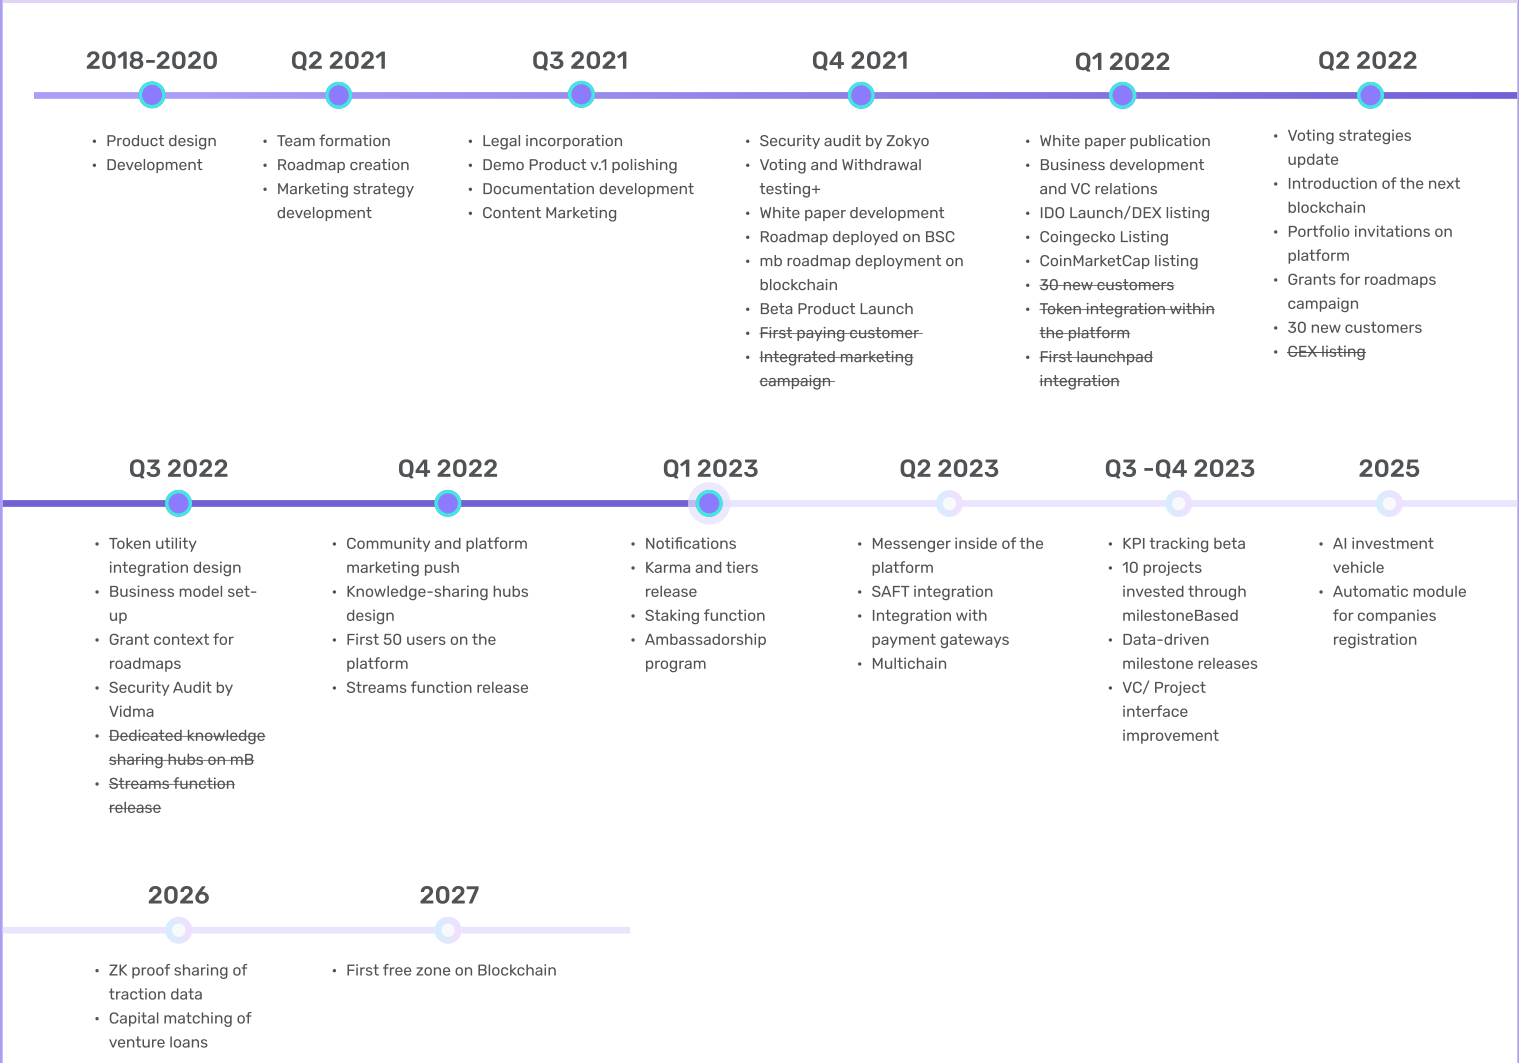 2018-2020
• Product design
• Development
Q2 2021
• Team formation
• Roadmap creation
• Marketing strategy
development
Q3 2021
• Legal incorporation
• Demo Product v.1 polishing
• Documentation development
• Content Marketing
Q4 2021
• Security audit by Zokyo
• Voting and Withdrawal
testing+
• White paper development
• Roadmap deployed on BSC
• mb roadmap deployment on
blockchain
• Beta Product Launch
• First paying customer
• Integrated marketing
campaign
Q1 2022
• White paper publication
• Business development
and VC relations
• IDO Launch/DEX listing
• Coingecko Listing
• CoinMarketCap listing
• 30 new customers
• Token integration within
the platform
• First launchpad
integration
Q2 2022
• Voting strategies
update
• Introduction of the next
blockchain
• Portfolio invitations on
platform
• Grants for roadmaps
campaign
• 30 new customers
• CEX listing
Q3 2022
• Token utility
integration design
• Business model set-
up
• Grant context for
roadmaps
• Security Audit by
Vidma
• Dedicated knowledge
sharing hubs on mB
• Streams function
release
Q4 2022
• Community and platform
marketing push
• Knowledge-sharing hubs
design
• First 50 users on the
platform
• Streams function release
Q1 2023
• Notifications
• Karma and tiers
release
• Staking function
• Ambassadorship
program
Q2 2023
• Messenger inside of the
platform
• SAFT integration
• Integration with
payment gateways
• Multichain
Q3 -Q4 2023
• KPI tracking beta
• 10 projects
invested through
milestoneBased
• Data-driven
milestone releases
• VC/ Project
interface
improvement
2025
• AI investment
vehicle
• Automatic module
for companies
registration
2026
• ZK proof sharing of
traction data
• Capital matching of
venture loans
2027
• First free zone on Blockchain